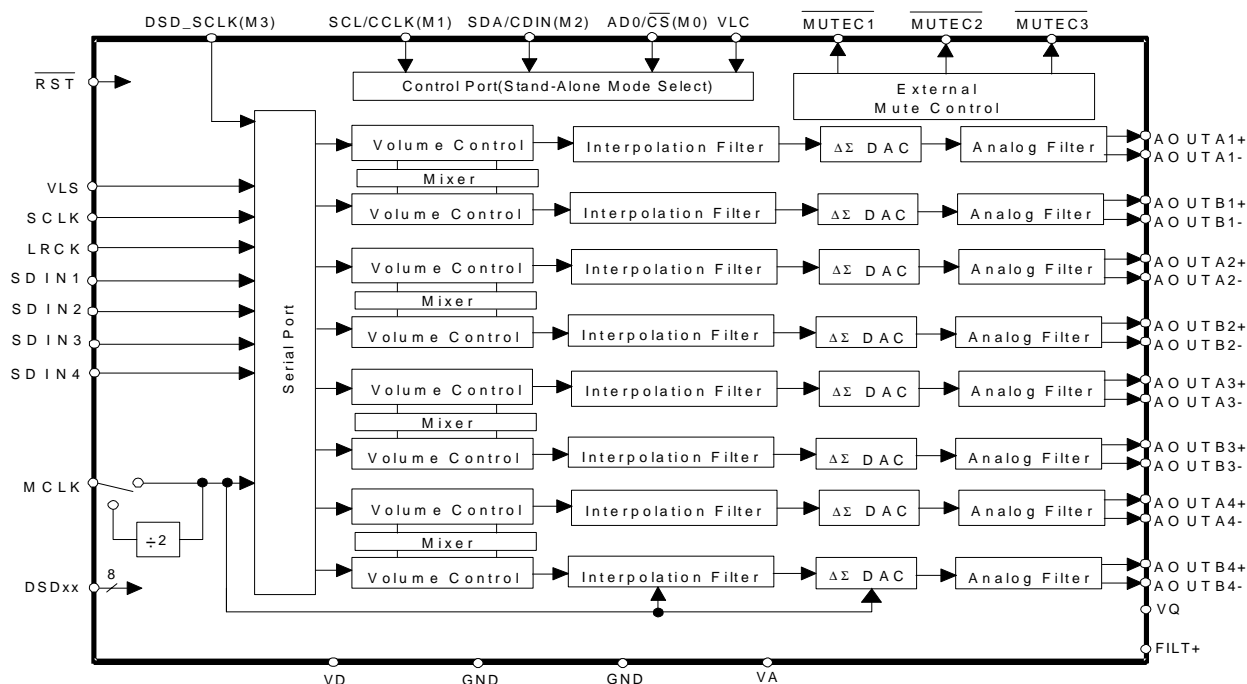 DSD_SCLK(M3) SCL/CCLK(M1) SDA/CDIN(M2) AD0/CS(M0) VLC MUTEC1 MUTEC2 MUTEC3
RST
Control Port(Stand-Alone Mode Select)
External
Mute Control
Serial Port
Volume Control Interpolation Filter ΔΣ DAC Analog Filter AOUTA1+
AOUTA1-
Mixer
VLS
Volume Control Interpolation Filter ΔΣ DAC Analog Filter AOUTB1+
AOUTB1-
SCLK
LRCK
Volume Control Interpolation Filter ΔΣ DAC Analog Filter AOUTA2+
AOUTA2-
SDIN1
Mixer
SDIN2
Volume Control Interpolation Filter ΔΣ DAC Analog Filter AOUTB2+
AOUTB2-
SDIN3
SDIN4
Volume Control Interpolation Filter ΔΣ DAC Analog Filter AOUTA3+
AOUTA3-
Mixer
Volume Control Interpolation Filter ΔΣ DAC Analog Filter AOUTB3+
AOUTB3-
MCLK
Volume Control Interpolation Filter ΔΣ DAC Analog Filter AOUTA4+
AOUTA4-
÷2
Mixer
Volume Control Interpolation Filter ΔΣ DAC Analog Filter AOUTB4+
AOUTB4-
DSDxx 8
VQ
FILT+
VD GND GND VA